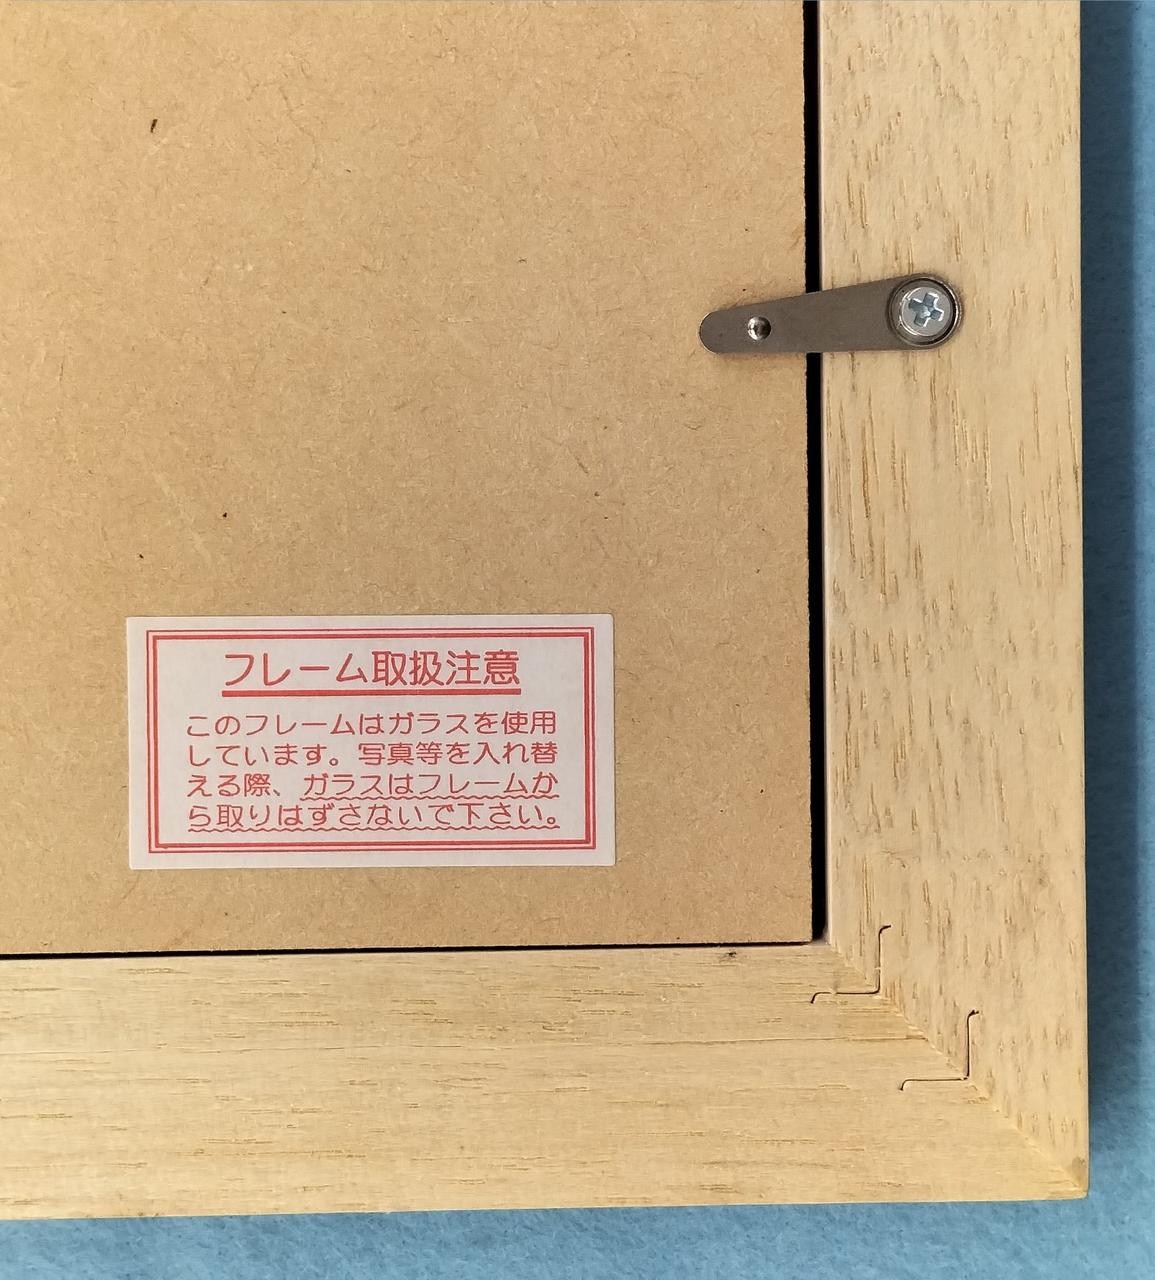 フレーム取扱注意
このフレームはガラスを使用
しています。写真等を入れ替
える際、ガラスはフレームか
ら取りはずさないで下さい。